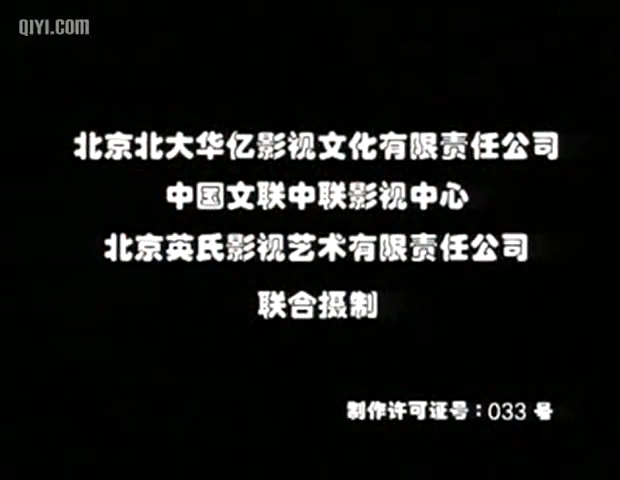 QIYI.COM
北京北大华亿影视文化有限责任公司
中国文联中联影视中心
北京英氏影视艺术有限责任公司
联合摄制
制作许可证号：033 号